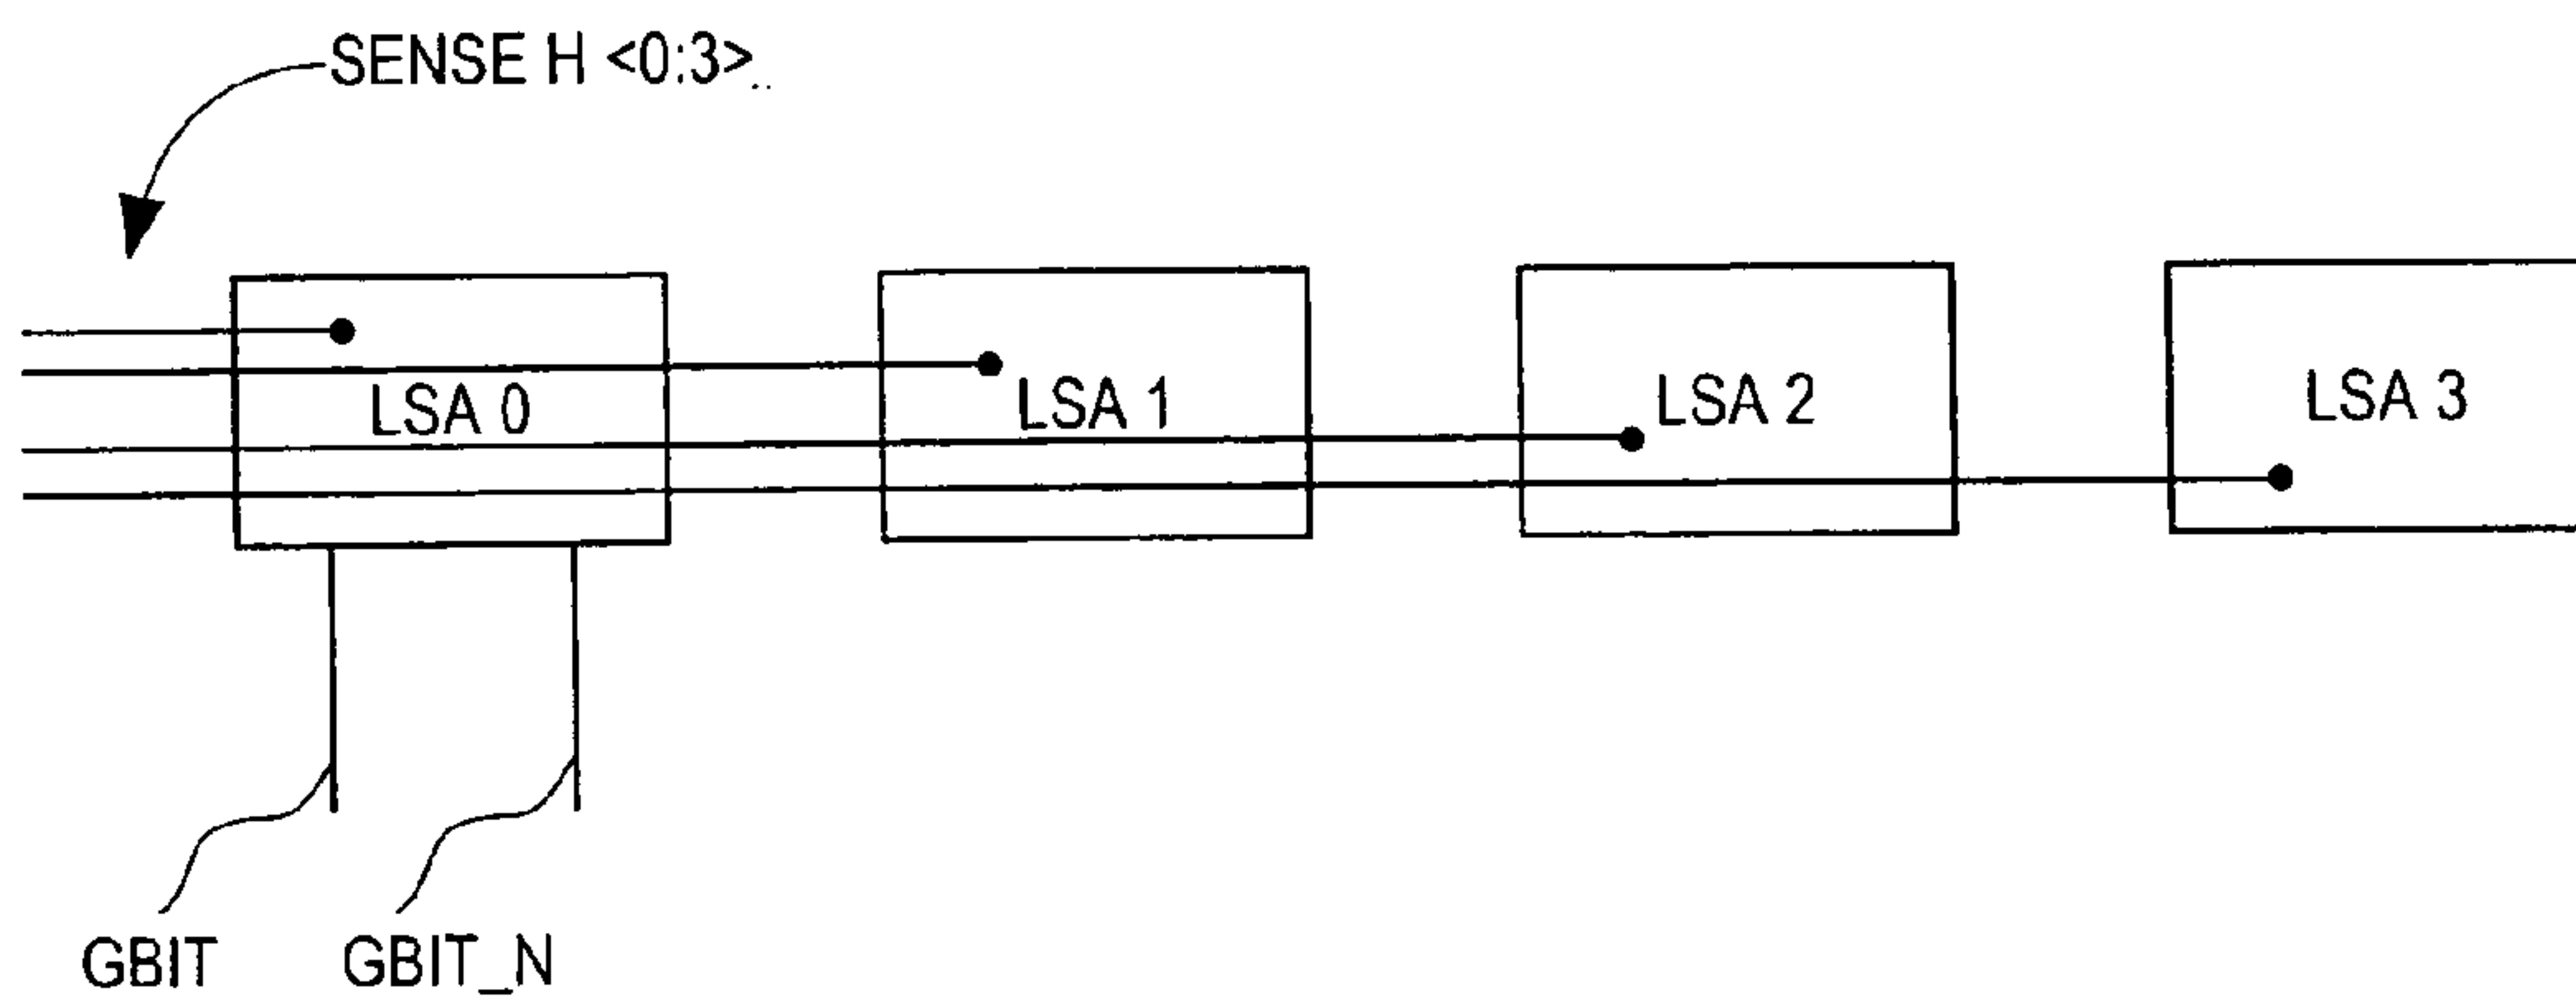 SENSE H <0:3>
LSA 0
LSA 1
LSA 2
LSA 3
GBIT
GBIT_N